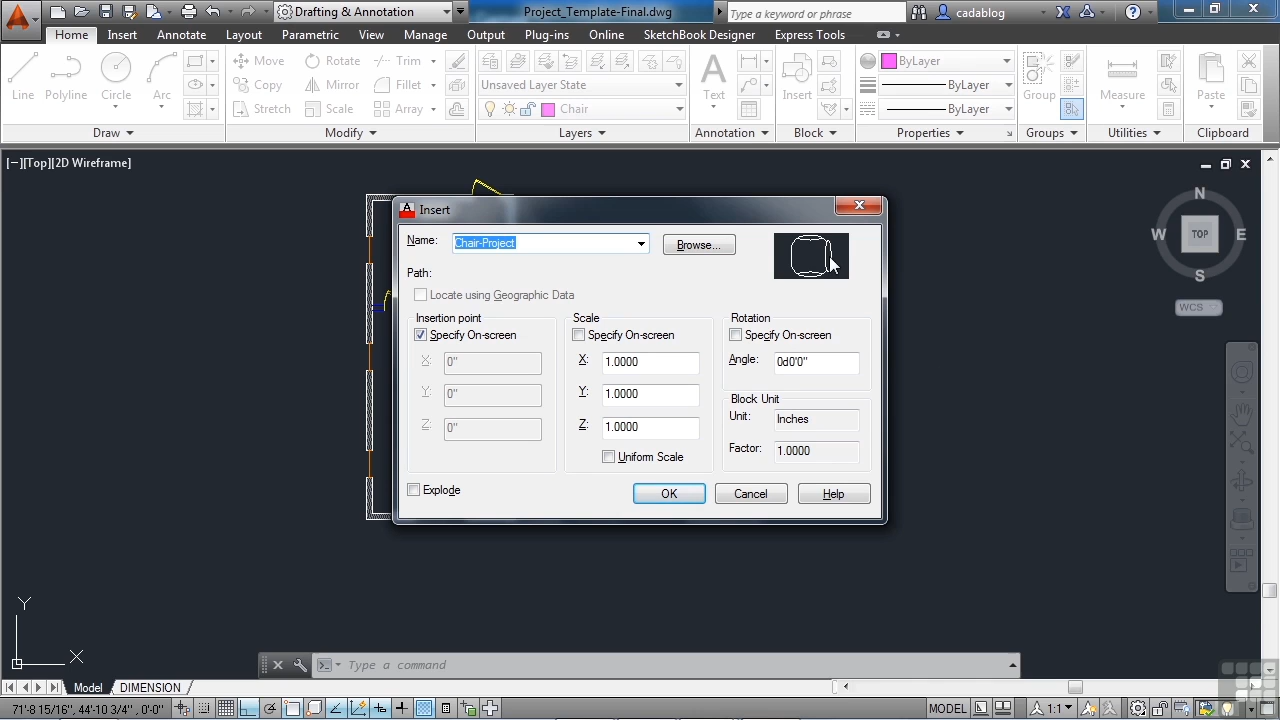 Drafting & Annotation
Project_Template-Final.dwg
Type a keyword or phrase
cadablog
Home Insert Annotate Layout Parametric View Manage Output Plug-ins Online SketchBook Designer Express Tools
Move Rotate Trim
Unsaved Layer State
ByLayer
Line Polyline Circle Arc
Copy Mirror Fillet
Text Insert
ByLayer
Group Measure Paste
Stretch Scale Array
Chair
ByLayer
Draw Modify Layers Annotation Block Properties Groups Utilities Clipboard
[−][Top][2D Wireframe]
N
W TOP E
S
WCS
Insert
Name: Chair-Project Browse...
Path:
Locate using Geographic Data
Insertion point Scale Rotation
Specify On-screen Specify On-screen Specify On-screen
X: 0" X: 1.0000 Angle: 0d0'0"
Y: 0" Y: 1.0000
Block Unit
Unit: Inches
Z: 0" Z: 1.0000
Factor: 1.0000
Uniform Scale
Explode OK Cancel Help
Y
X
Type a command
Model DIMENSION
71'-8 15/16", 44'-10 3/4", 0'-0" MODEL 1:1